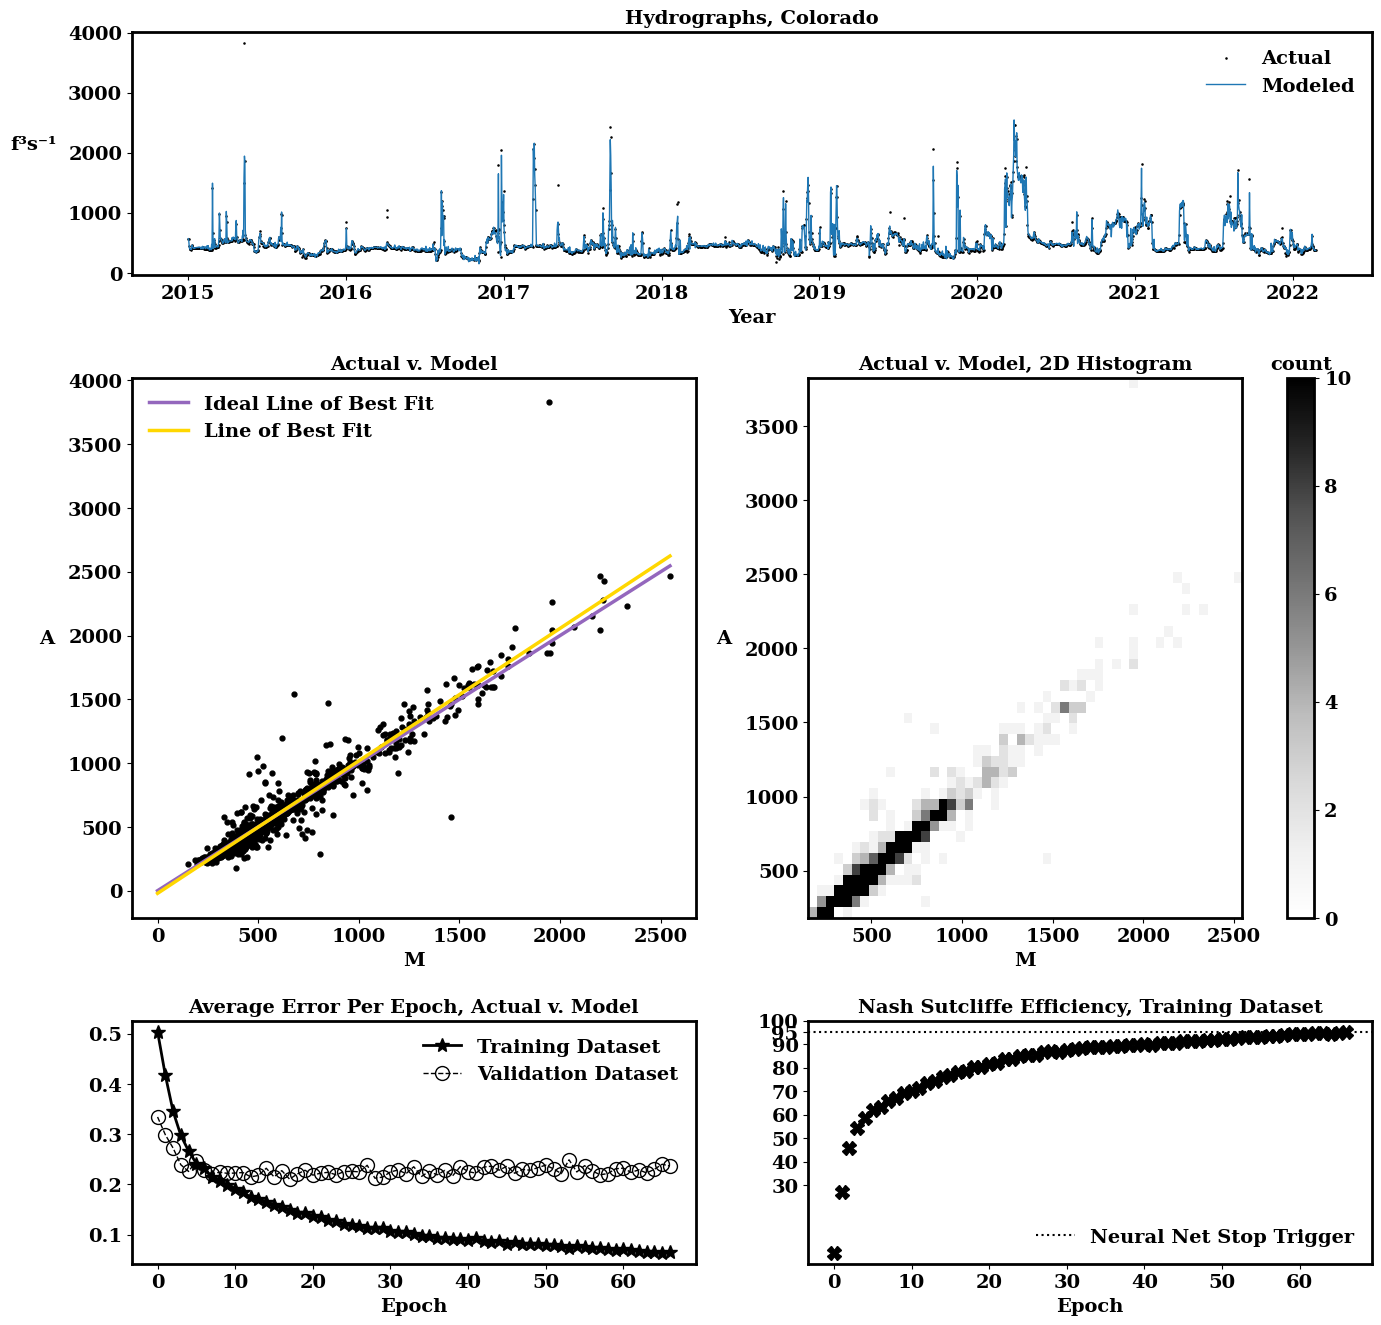 Hydrographs, Colorado
4000
3000
2000
1000
0
f³s⁻¹
Actual
Modeled
2015 2016 2017 2018 2019 2020 2021 2022
Year
Actual v. Model
4000
3500
3000
2500
2000
1500
1000
500
0
A
Ideal Line of Best Fit
Line of Best Fit
0 500 1000 1500 2000 2500
M
Actual v. Model, 2D Histogram
3500
3000
2500
2000
1500
1000
500
A
500 1000 1500 2000 2500
M
count
10
8
6
4
2
0
Average Error Per Epoch, Actual v. Model
0.5
0.4
0.3
0.2
0.1
Training Dataset
Validation Dataset
0 10 20 30 40 50 60
Epoch
Nash Sutcliffe Efficiency, Training Dataset
100
95
90
80
70
60
50
40
30
Neural Net Stop Trigger
0 10 20 30 40 50 60
Epoch